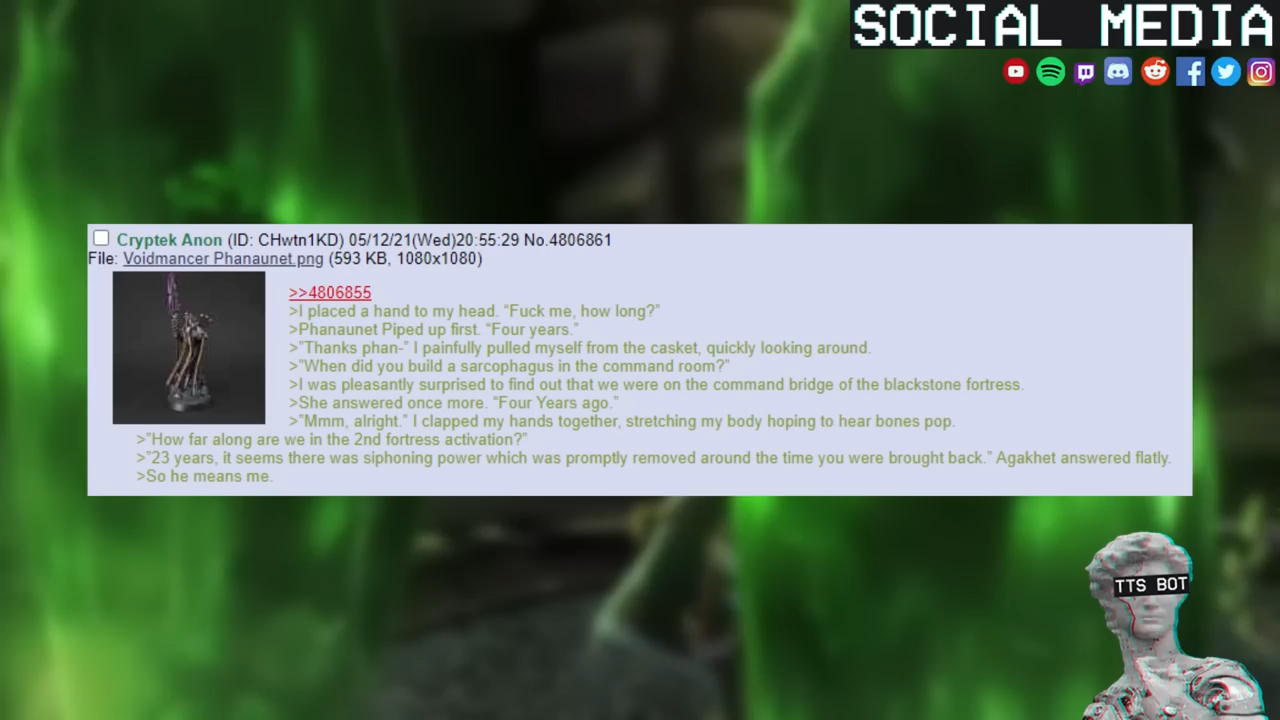 SOCIAL MEDIA
Cryptek Anon (ID: CHwtn1KD) 05/12/21(Wed)20:55:29 No.4806861
File: Voidmancer Phanaunet.png (593 KB, 1080x1080)
>>4806855
>I placed a hand to my head. “Fuck me, how long?”
>Phanaunet Piped up first. “Four years.”
>”Thanks phan-” I painfully pulled myself from the casket, quickly looking around.
>”When did you build a sarcophagus in the command room?”
>I was pleasantly surprised to find out that we were on the command bridge of the blackstone fortress.
>She answered once more. “Four Years ago.”
>”Mmm, alright.” I clapped my hands together, stretching my body hoping to hear bones pop.
>”How far along are we in the 2nd fortress activation?”
>”23 years, it seems there was siphoning power which was promptly removed around the time you were brought back.” Agakhet answered flatly.
>So he means me.
TTS BOT